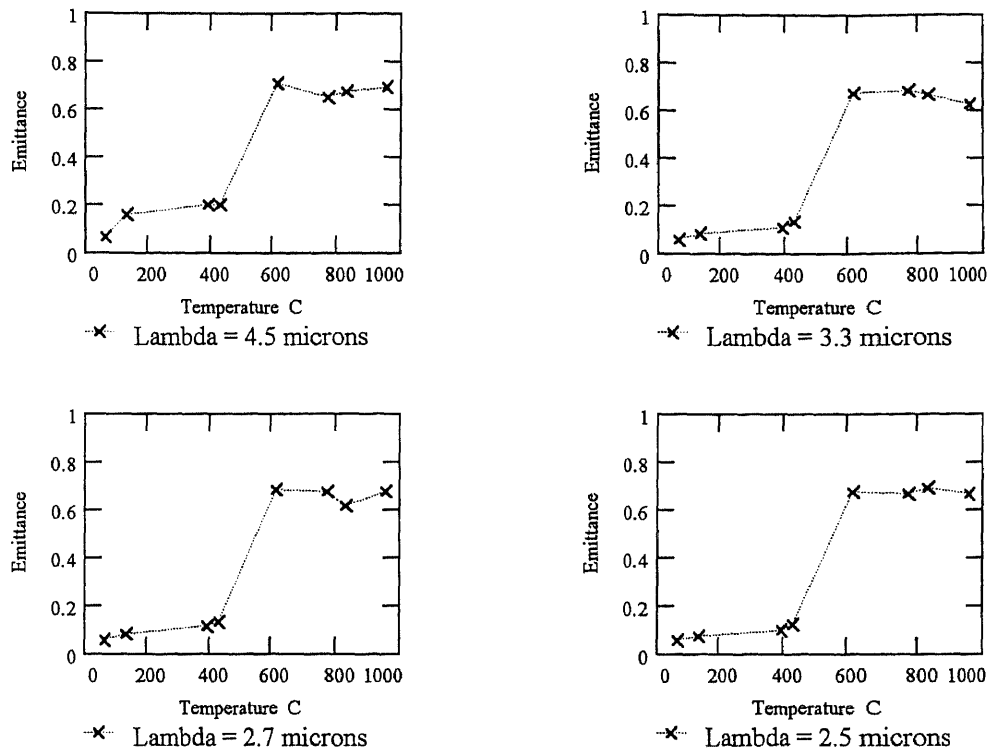 1
0.8
Emittance
0.6
0.4
0.2
0
0 200 400 600 800 1000
Temperature C
Lambda = 4.5 microns
1
0.8
Emittance
0.6
0.4
0.2
0
0 200 400 600 800 1000
Temperature C
Lambda = 3.3 microns
1
0.8
Emittance
0.6
0.4
0.2
0
0 200 400 600 800 1000
Temperature C
Lambda = 2.7 microns
1
0.8
Emittance
0.6
0.4
0.2
0
0 200 400 600 800 1000
Temperature C
Lambda = 2.5 microns